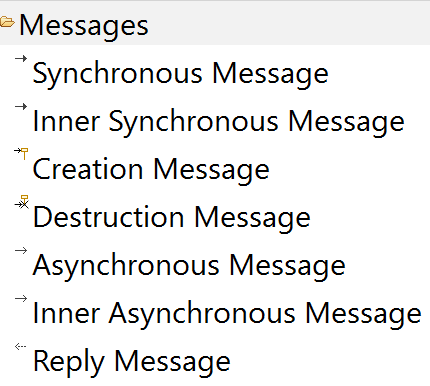 Messages
Synchronous Message
Inner Synchronous Message
Creation Message
Destruction Message
Asynchronous Message
Inner Asynchronous Message
Reply Message